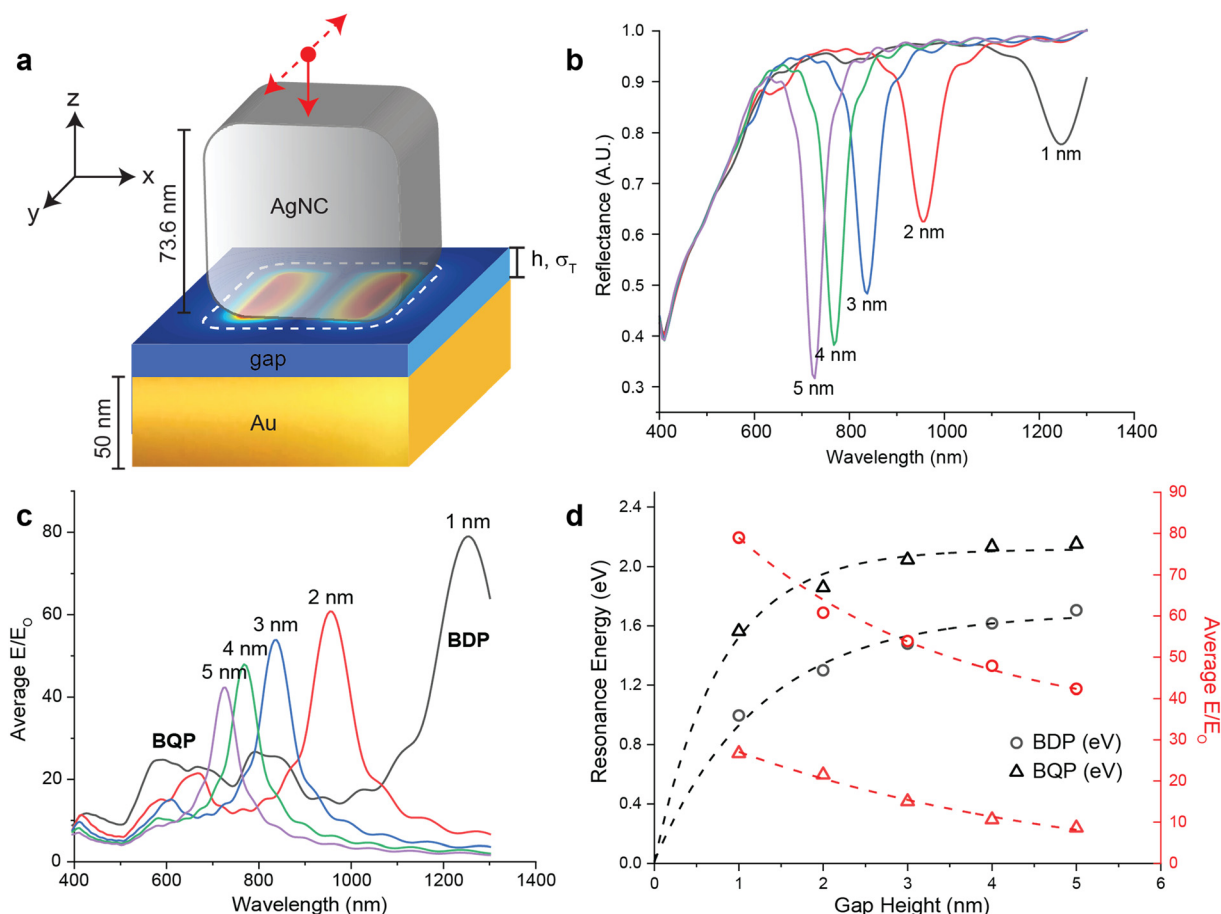 a
z
x
y
73.6 nm
AgNC
h, σT
gap
Au
50 nm
b
Reflectance (A.U.)
1.0
0.9
0.8
0.7
0.6
0.5
0.4
0.3
1 nm
2 nm
3 nm
4 nm
5 nm
400 600 800 1000 1200 1400
Wavelength (nm)
c
Average E/EO
80
60
40
20
0
1 nm
2 nm
3 nm
4 nm
5 nm
BDP
BQP
400 600 800 1000 1200 1400
Wavelength (nm)
d
Resonance Energy (eV)
2.4
2.0
1.6
1.2
0.8
0.4
0.0
BDP (eV)
BQP (eV)
0 1 2 3 4 5 6
Gap Height (nm)
90
80
70
60
50
40
30
20
10
0
Average E/EO